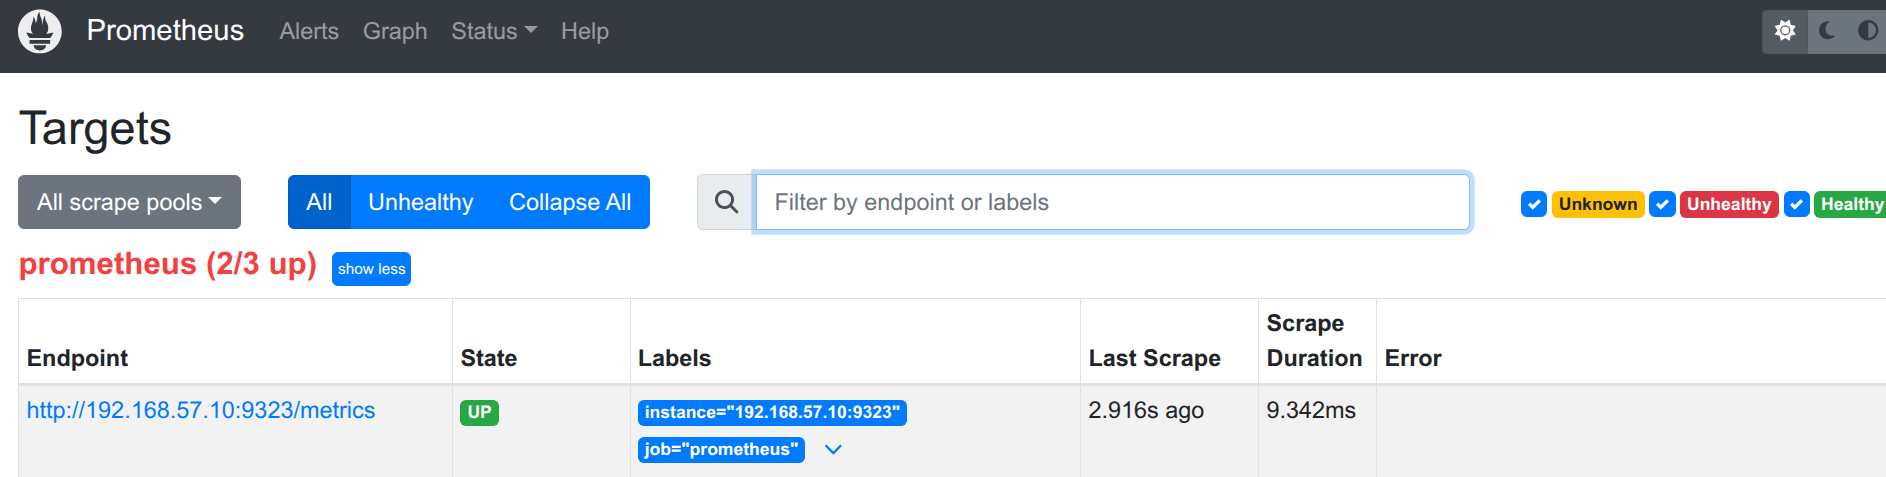 Prometheus Alerts Graph Status Help
Targets
All scrape pools All Unhealthy Collapse All Filter by endpoint or labels Unknown Unhealthy Healthy
prometheus (2/3 up) show less
Endpoint State Labels Last Scrape Scrape Duration Error
http://192.168.57.10:9323/metrics UP instance="192.168.57.10:9323" 2.916s ago 9.342ms
job="prometheus"